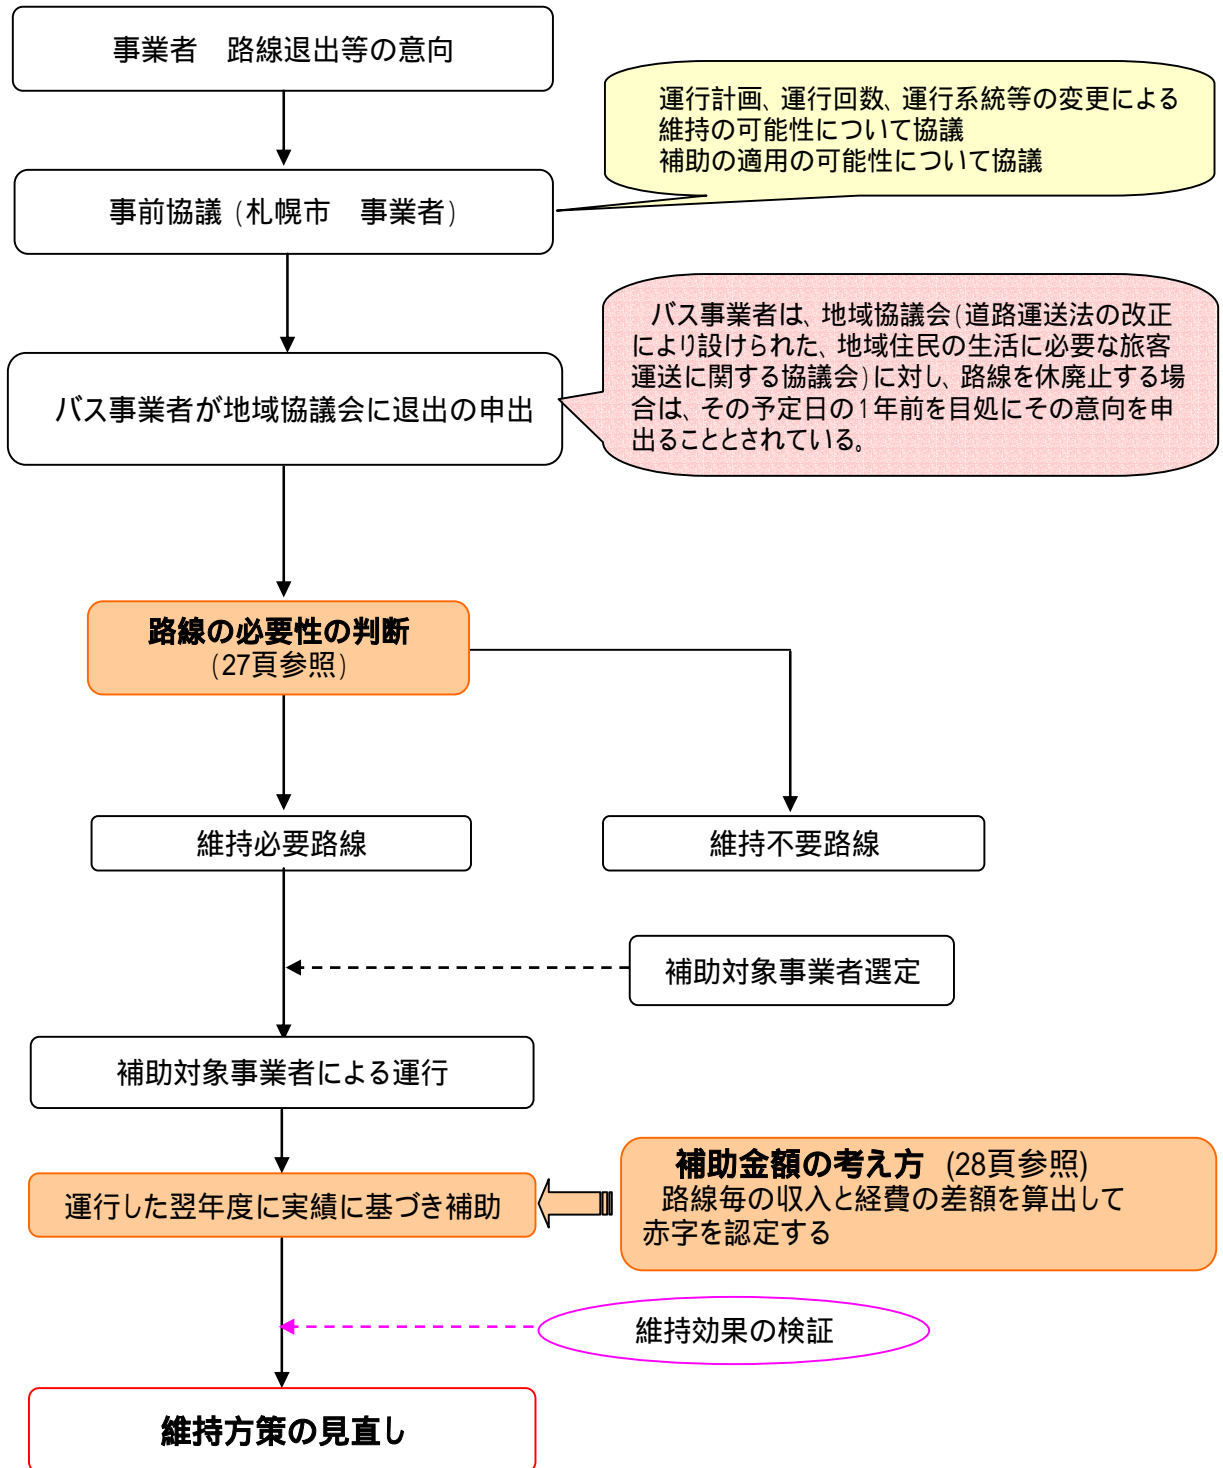 事業者　路線退出等の意向
運行計画、運行回数、運行系統等の変更による
維持の可能性について協議
補助の適用の可能性について協議
事前協議（札幌市　事業者）
バス事業者は、地域協議会（道路運送法の改正
により設けられた、地域住民の生活に必要な旅客
運送に関する協議会）に対し、路線を休廃止する場
合は、その予定日の1年前を目処にその意向を申
出ることとされている。
バス事業者が地域協議会に退出の申出
路線の必要性の判断
（27頁参照）
維持必要路線
維持不要路線
補助対象事業者選定
補助対象事業者による運行
補助金額の考え方 (28頁参照)
路線毎の収入と経費の差額を算出して
赤字を認定する
運行した翌年度に実績に基づき補助
維持効果の検証
維持方策の見直し